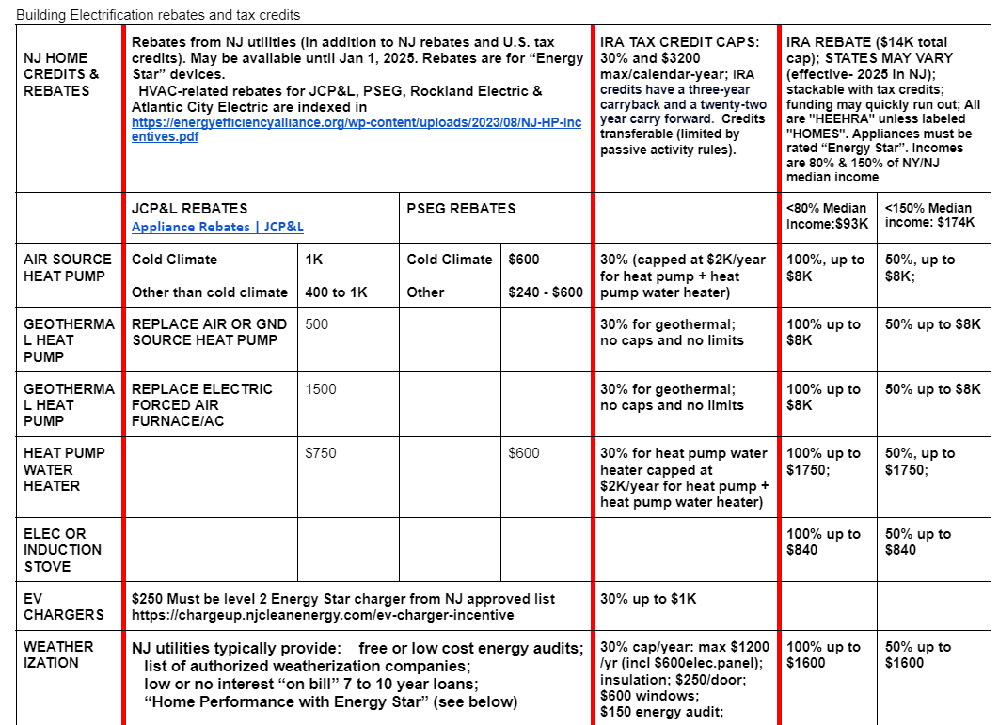 Building Electrification rebates and tax credits
NJ HOME
CREDITS &
REBATES
Rebates from NJ utilities (in addition to NJ rebates and U.S. tax
credits). May be available until Jan 1, 2025. Rebates are for “Energy
Star” devices.
HVAC-related rebates for JCP&L, PSEG, Rockland Electric &
Atlantic City Electric are indexed in
https://energyefficiencyalliance.org/wp-content/uploads/2023/08/NJ-HP-Inc
entives.pdf
IRA TAX CREDIT CAPS:
30% and $3200
max/calendar-year; IRA
credits have a three-year
carryback and a twenty-two
year carry forward. Credits
transferable (limited by
passive activity rules).
IRA REBATE ($14K total
cap); STATES MAY VARY
(effective- 2025 in NJ);
stackable with tax credits;
funding may quickly run out; All
are "HEEHRA" unless labeled
"HOMES". Appliances must be
rated “Energy Star”. Incomes
are 80% & 150% of NY/NJ
median income
JCP&L REBATES
Appliance Rebates | JCP&L
PSEG REBATES
<80% Median
Income:$93K
<150% Median
income: $174K
AIR SOURCE
HEAT PUMP
Cold Climate
Other than cold climate
1K
400 to 1K
Cold Climate
Other
$600
$240 - $600
30% (capped at $2K/year
for heat pump + heat
pump water heater)
100%, up to
$8K
50%, up to
$8K;
GEOTHERMA
L HEAT
PUMP
REPLACE AIR OR GND
SOURCE HEAT PUMP
500
30% for geothermal;
no caps and no limits
100% up to
$8K
50% up to $8K
GEOTHERMA
L HEAT
PUMP
REPLACE ELECTRIC
FORCED AIR
FURNACE/AC
1500
30% for geothermal;
no caps and no limits
100% up to
$8K
50% up to $8K
HEAT PUMP
WATER
HEATER
$750
$600
30% for heat pump water
heater capped at
$2K/year for heat pump +
heat pump water heater)
100% up to
$1750;
50%, up to
$1750;
ELEC OR
INDUCTION
STOVE
100% up to
$840
50% up to
$840
EV
CHARGERS
$250 Must be level 2 Energy Star charger from NJ approved list
https://chargeup.njcleanenergy.com/ev-charger-incentive
30% up to $1K
WEATHER
IZATION
NJ utilities typically provide: free or low cost energy audits;
list of authorized weatherization companies;
low or no interest “on bill” 7 to 10 year loans;
“Home Performance with Energy Star” (see below)
30% cap/year: max $1200
/yr (incl $600elec.panel);
insulation; $250/door;
$600 windows;
$150 energy audit;
100% up to
$1600
50% up to
$1600